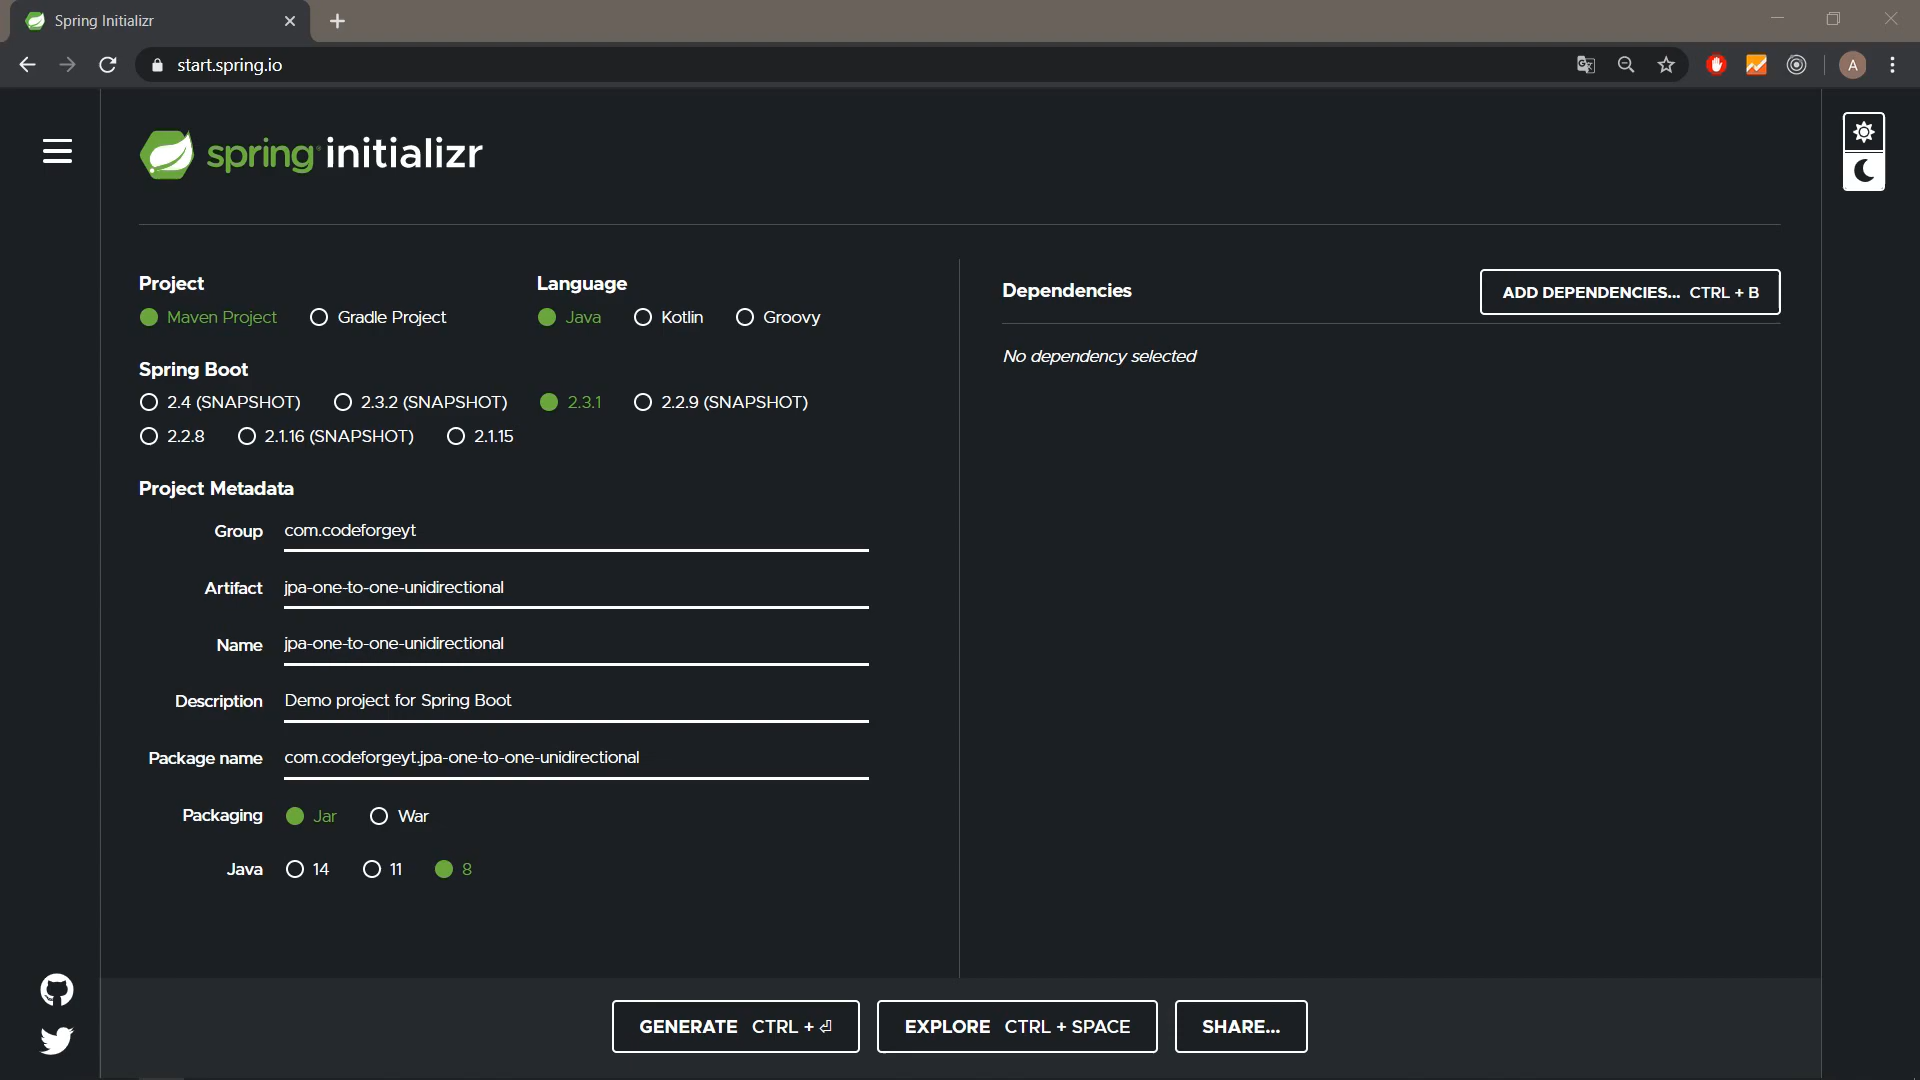 Spring Initializr
start.spring.io
A
spring initializr
Project
Maven Project Gradle Project
Language
Java Kotlin Groovy
Spring Boot
2.4 (SNAPSHOT) 2.3.2 (SNAPSHOT) 2.3.1 2.2.9 (SNAPSHOT)
2.2.8 2.1.16 (SNAPSHOT) 2.1.15
Project Metadata
Group com.codeforgeyt
Artifact jpa-one-to-one-unidirectional
Name jpa-one-to-one-unidirectional
Description Demo project for Spring Boot
Package name com.codeforgeyt.jpa-one-to-one-unidirectional
Packaging Jar War
Java 14 11 8
Dependencies
ADD DEPENDENCIES... CTRL + B
No dependency selected
GENERATE CTRL + ⏎
EXPLORE CTRL + SPACE
SHARE...